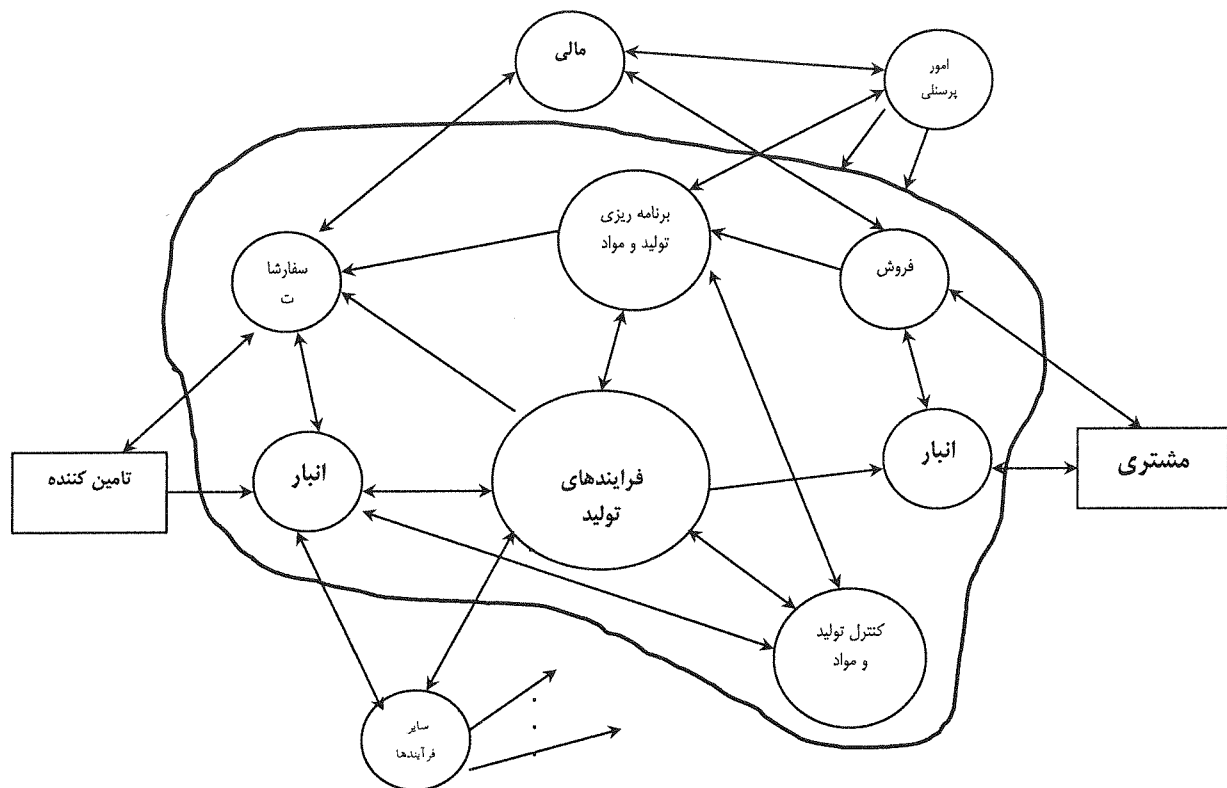 مالی
امور
پرسنلی
برنامه ریزی
تولید و مواد
فروش
سفارشا
ت
مشتری
انبار
فرایندهای
تولید
انبار
تامین کننده
کنترل تولید
و مواد
سایر
فرآیندها